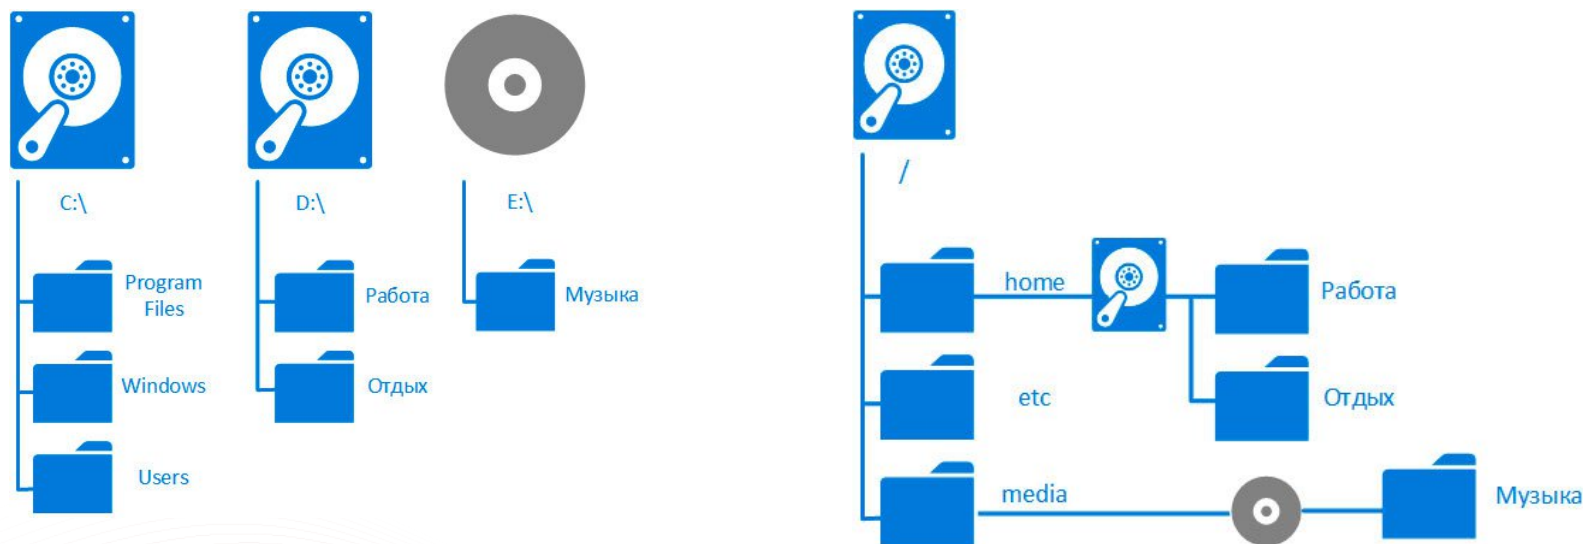 C:\
D:\
E:\
Program
Files
Windows
Users
Работа
Отдых
Музыка
/
home
etc
media
Работа
Отдых
Музыка